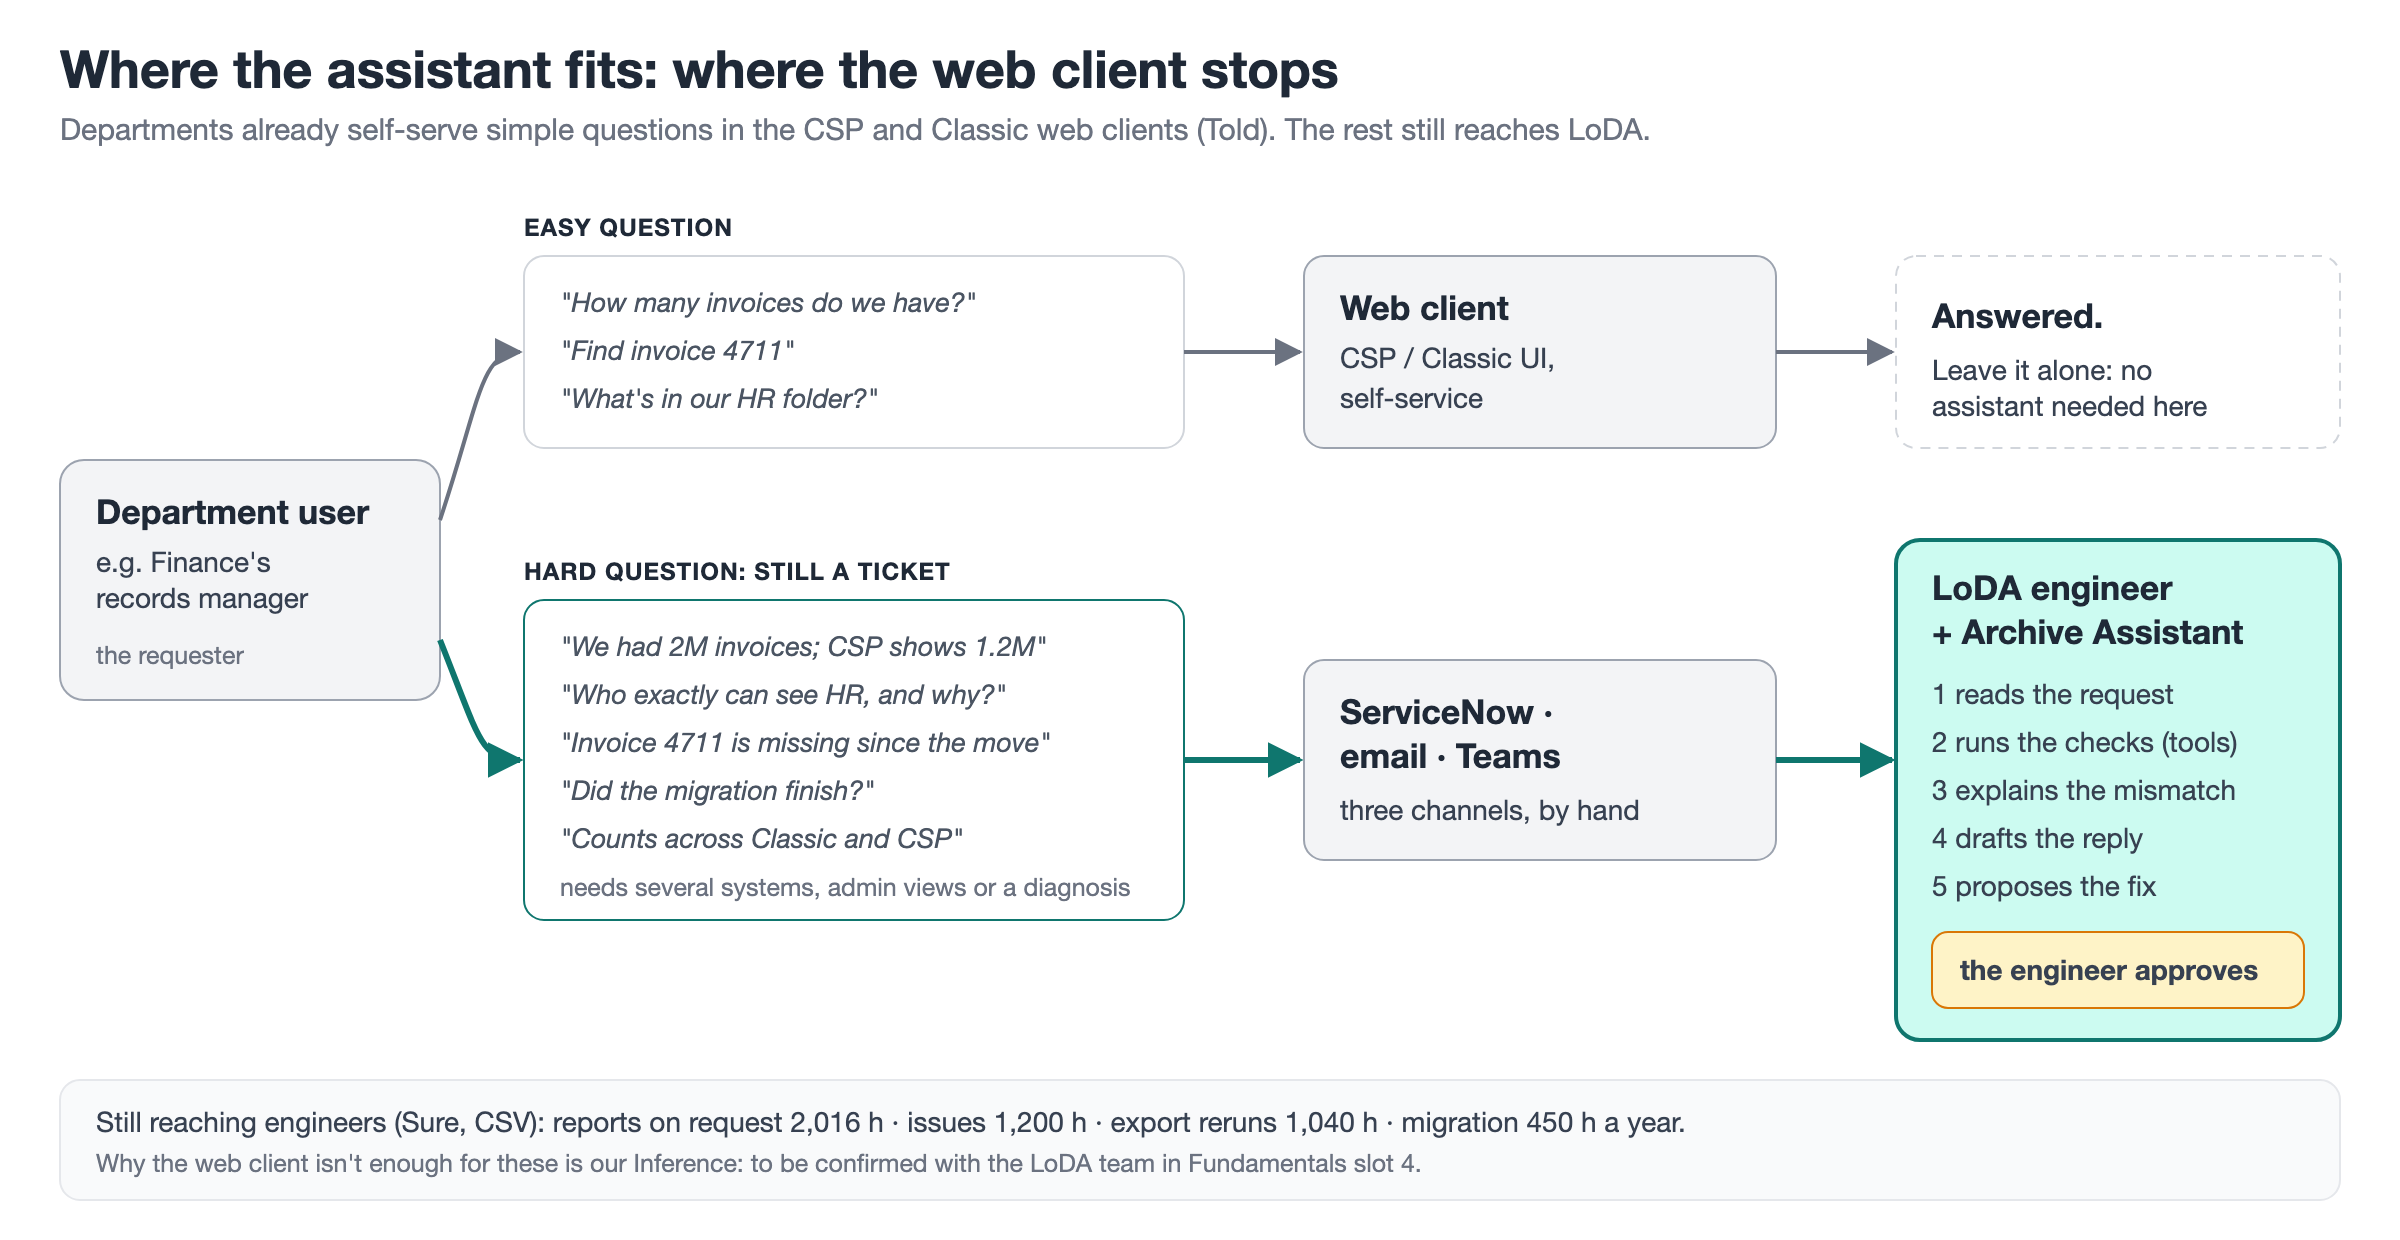 Where the assistant fits: where the web client stops
Departments already self-serve simple questions in the CSP and Classic web clients (Told). The rest still reaches LoDA.
EASY QUESTION
"How many invoices do we have?"
"Find invoice 4711"
"What's in our HR folder?"
Web client
CSP / Classic UI,
self-service
Answered.
Leave it alone: no
assistant needed here
Department user
e.g. Finance's
records manager
the requester
HARD QUESTION: STILL A TICKET
"We had 2M invoices; CSP shows 1.2M"
"Who exactly can see HR, and why?"
"Invoice 4711 is missing since the move"
"Did the migration finish?"
"Counts across Classic and CSP"
needs several systems, admin views or a diagnosis
ServiceNow ·
email · Teams
three channels, by hand
LoDA engineer
+ Archive Assistant
1 reads the request
2 runs the checks (tools)
3 explains the mismatch
4 drafts the reply
5 proposes the fix
the engineer approves
Still reaching engineers (Sure, CSV): reports on request 2,016 h · issues 1,200 h · export reruns 1,040 h · migration 450 h a year.
Why the web client isn't enough for these is our Inference: to be confirmed with the LoDA team in Fundamentals slot 4.